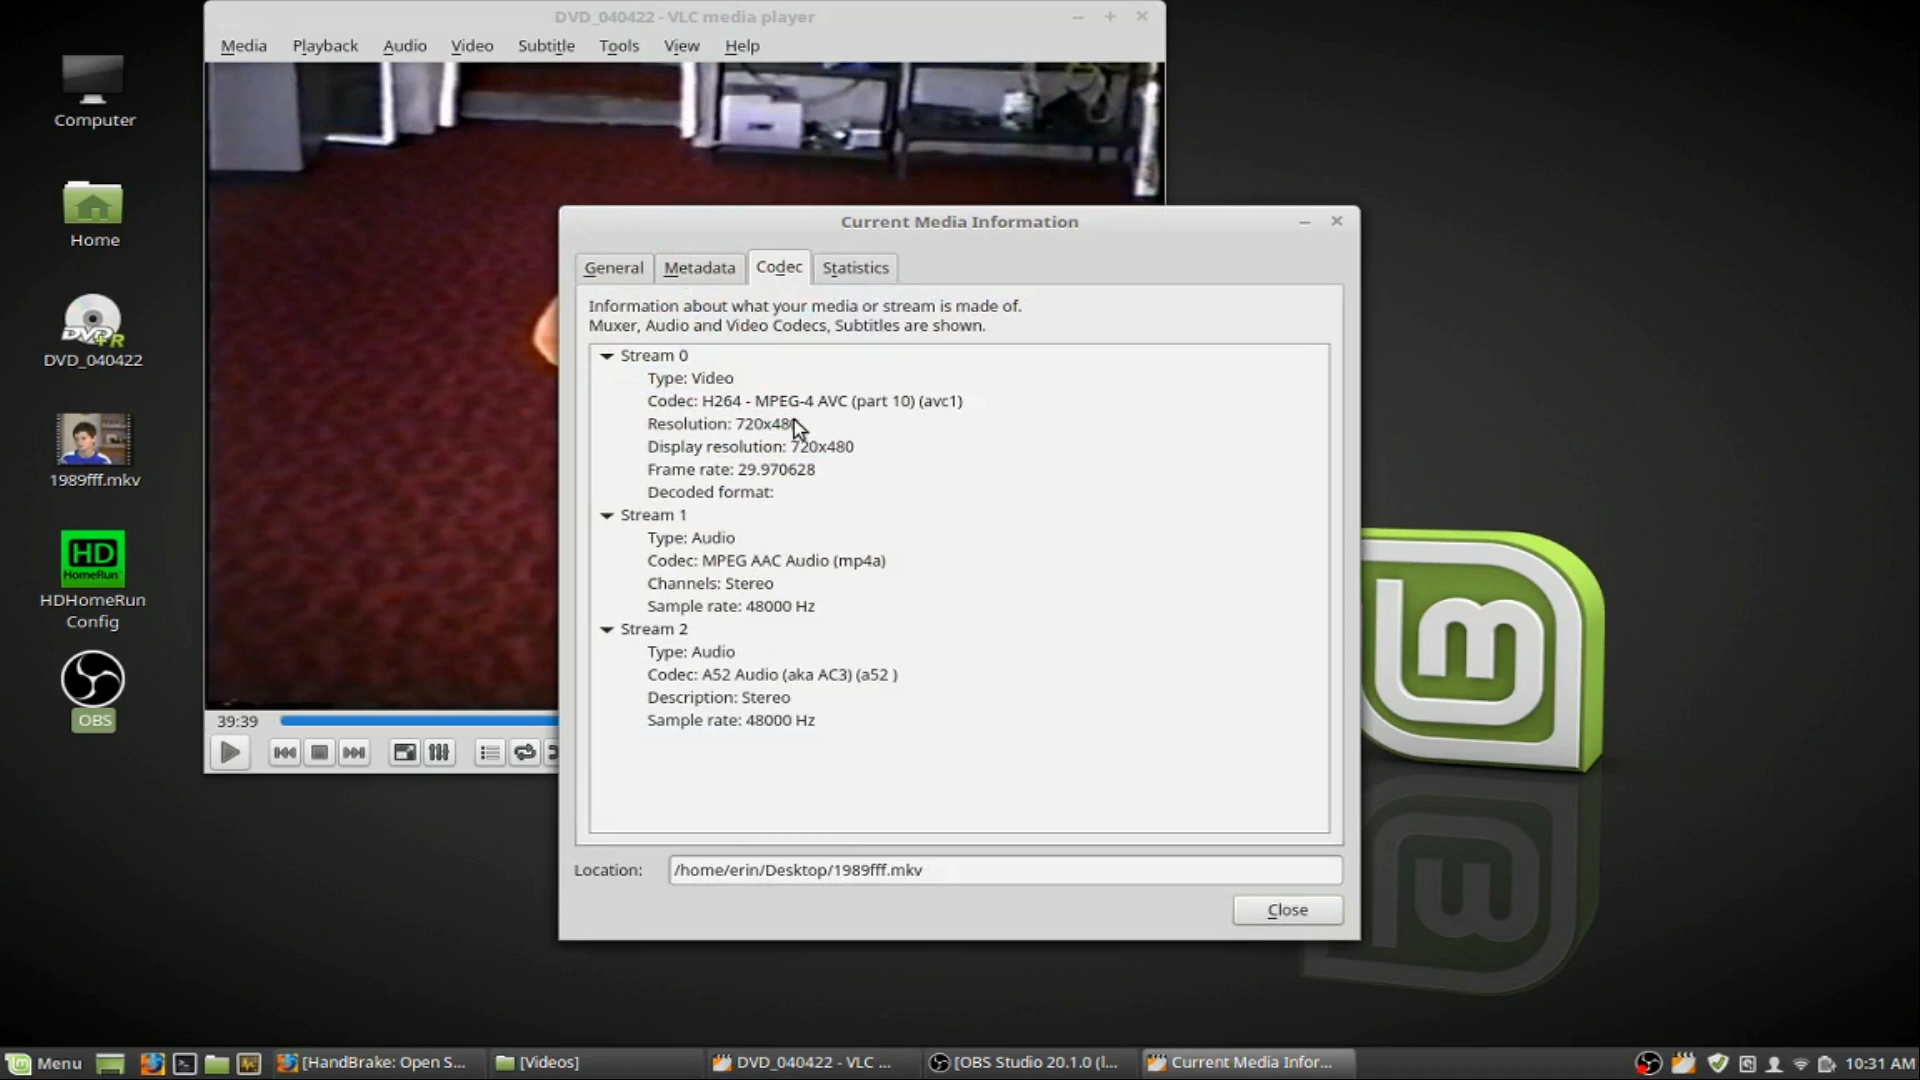 DVD_040422 - VLC media player
Media Playback Audio Video Subtitle Tools View Help
Computer
Home
DVD+R
DVD_040422
1989fff.mkv
HD
HomeRun
HDHomeRun
Config
OBS
39:39
Current Media Information
General Metadata Codec Statistics
Information about what your media or stream is made of.
Muxer, Audio and Video Codecs, Subtitles are shown.
Stream 0
Type: Video
Codec: H264 - MPEG-4 AVC (part 10) (avc1)
Resolution: 720x480
Display resolution: 720x480
Frame rate: 29.970628
Decoded format:
Stream 1
Type: Audio
Codec: MPEG AAC Audio (mp4a)
Channels: Stereo
Sample rate: 48000 Hz
Stream 2
Type: Audio
Codec: A52 Audio (aka AC3) (a52 )
Description: Stereo
Sample rate: 48000 Hz
Location: /home/erin/Desktop/1989fff.mkv
Close
Menu [HandBrake: Open S... [Videos] DVD_040422 - VLC ... [OBS Studio 20.1.0 (l... Current Media Infor... 10:31 AM